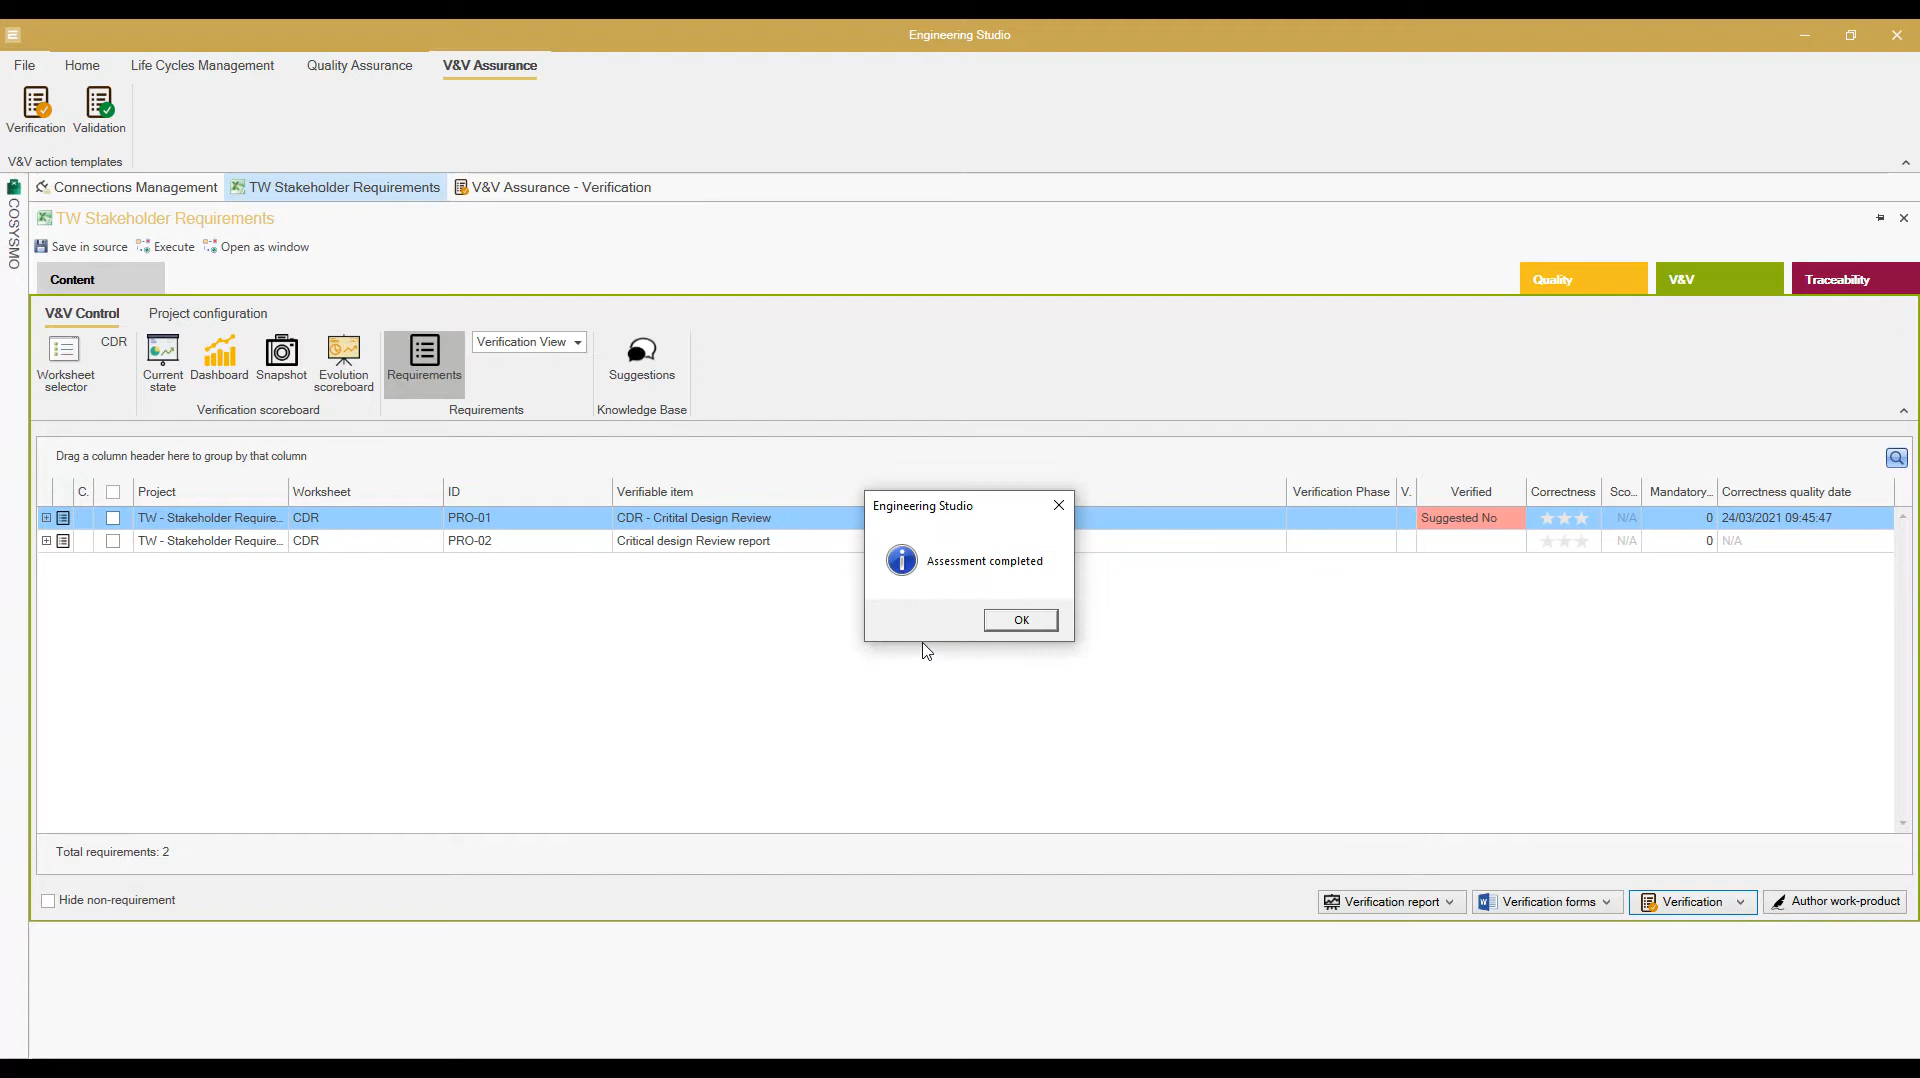 Engineering Studio
File Home Life Cycles Management Quality Assurance V&V Assurance
Verification Validation
V&V action templates
COSYSMO
Connections Management TW Stakeholder Requirements V&V Assurance - Verification
TW Stakeholder Requirements
Save in source Execute Open as window
Content Quality V&V Traceability
V&V Control Project configuration
Worksheet selector CDR Current state Dashboard Snapshot Evolution scoreboard Requirements Verification View Suggestions
Verification scoreboard Requirements Knowledge Base
Drag a column header here to group by that column
C. Project Worksheet ID Verifiable item Verification Phase V. Verified Correctness Sco... Mandatory... Correctness quality date
TW - Stakeholder Require... CDR PRO-01 CDR - Critital Design Review Suggested No N/A 0 24/03/2021 09:45:47
TW - Stakeholder Require... CDR PRO-02 Critical design Review report N/A 0 N/A
Engineering Studio
Assessment completed
OK
Total requirements: 2
Hide non-requirement Verification report Verification forms Verification Author work-product